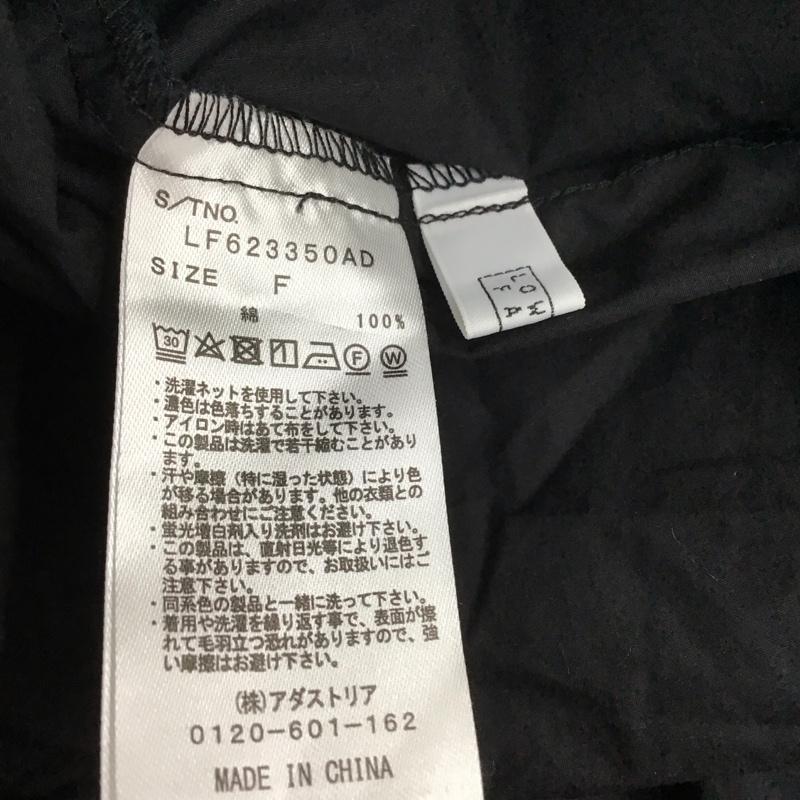 S/TNO.
LF623350AD
SIZE F
綿 100%
30 F W
・洗濯ネットを使用して下さい。
・濃色は色落ちすることがあります。
・アイロン時はあて布をして下さい。
・この製品は洗濯で若干縮むことがあり
ます。
・汗や摩擦(特に湿った状態)により色
が移る場合があります。他の衣類との
組み合わせにご注意ください。
・蛍光増白剤入り洗剤はお避け下さい。
・この製品は、直射日光等により退色す
る事がありますので、お取扱いにはご
注意下さい。
・同系色の製品と一緒に洗って下さい。
・着用や洗濯を繰り返す事で、表面が擦
れて毛羽立つ恐れがありますので、強
い摩擦はお避け下さい。
(株)アダストリア
0120-601-162
MADE IN CHINA